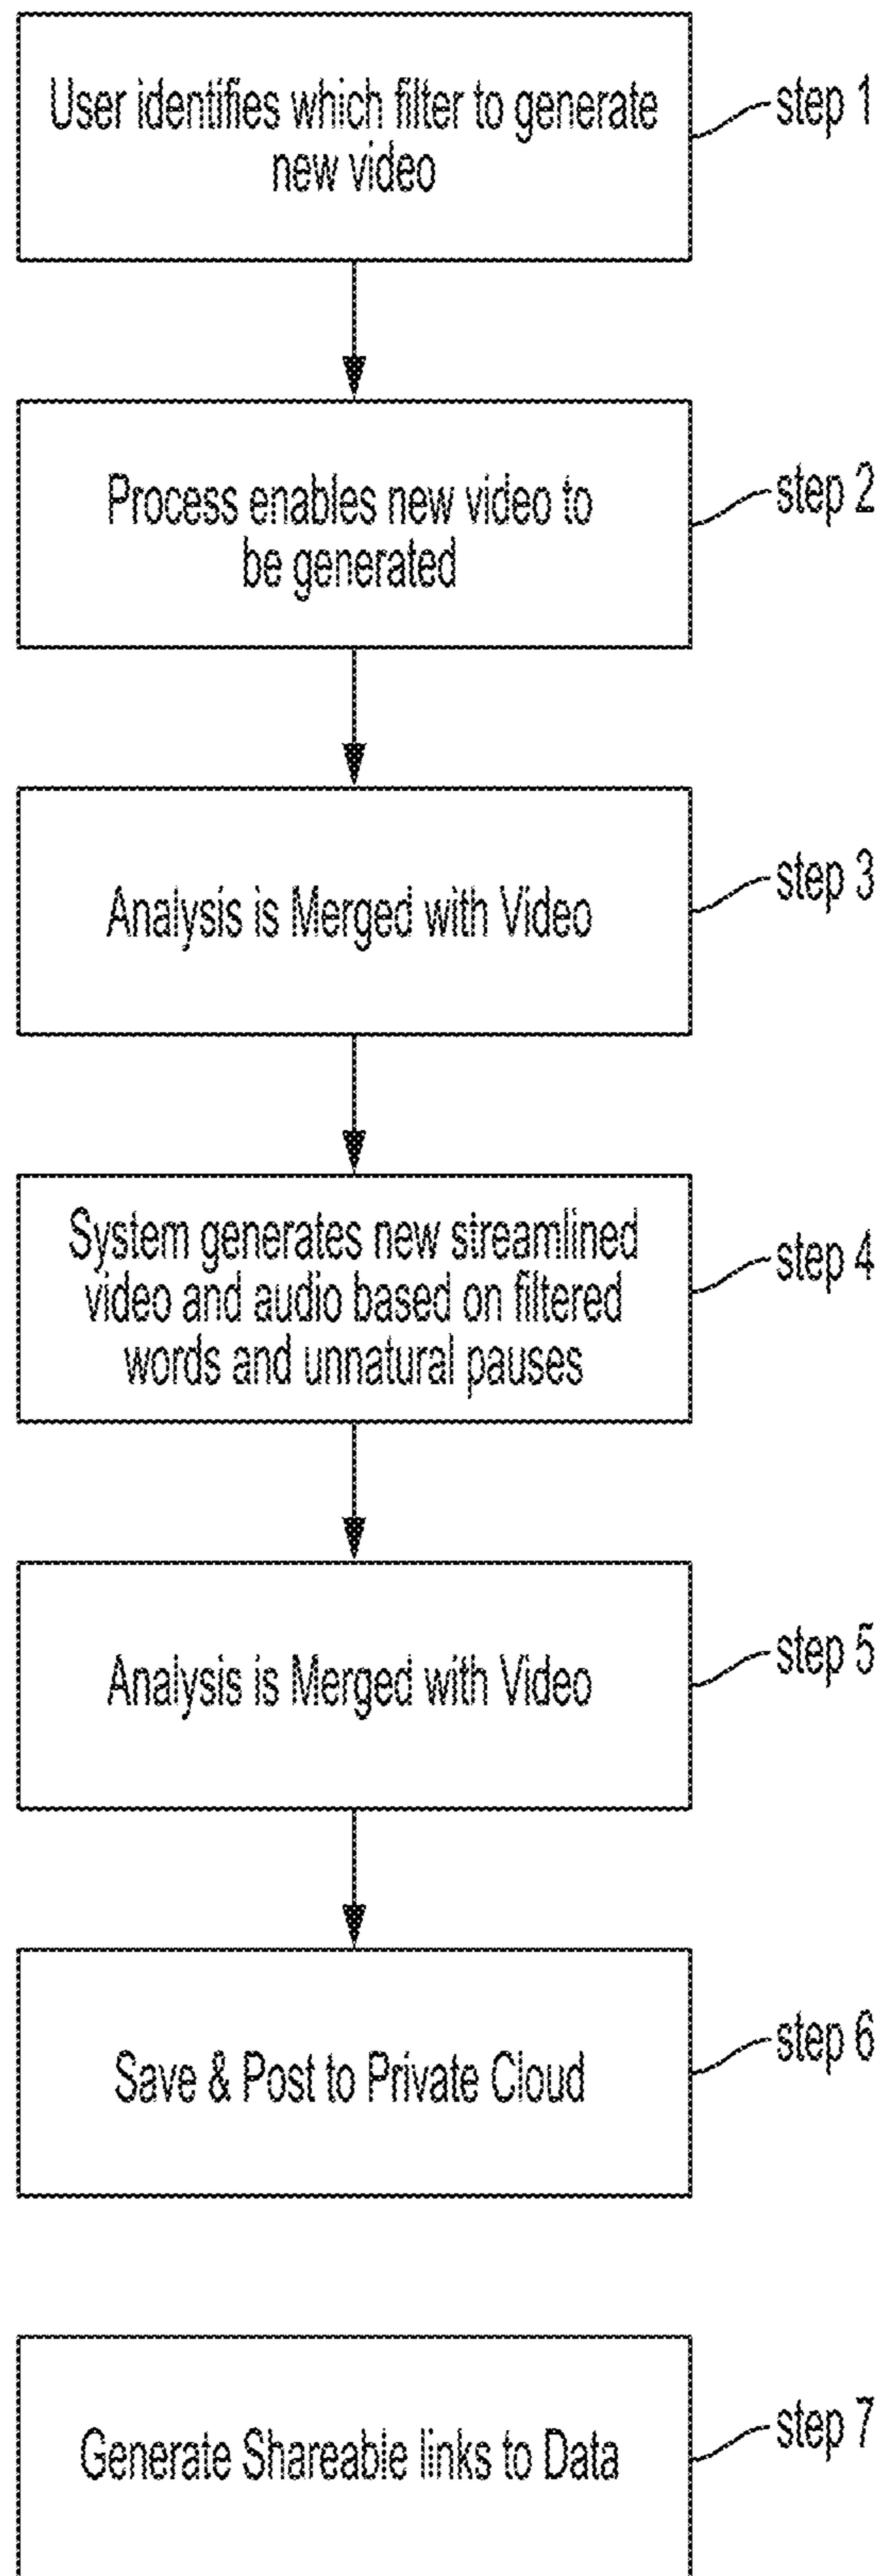 User identifies which filter to generate
new video
step 1
Process enables new video to
be generated
step 2
Analysis is Merged with Video
step 3
System generates new streamlined
video and audio based on filtered
words and unnatural pauses
step 4
Analysis is Merged with Video
step 5
Save & Post to Private Cloud
step 6
Generate Shareable links to Data
step 7